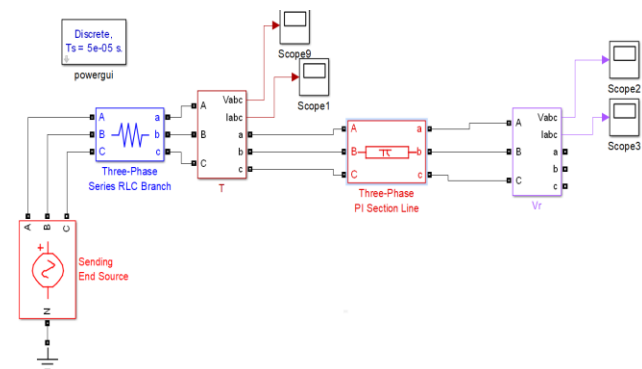 Discrete,
Ts = 5e-05 s.
powergui
Scope9
Scope1
Scope2
Scope3
A a
B b
C c
Three-Phase
Series RLC Branch
A Vabc
Iabc
B a
b
C c
T
A a
B b
C c
Three-Phase
PI Section Line
A Vabc
Iabc
B a
b
C c
Vr
A B C
+
Sending
End Source
N